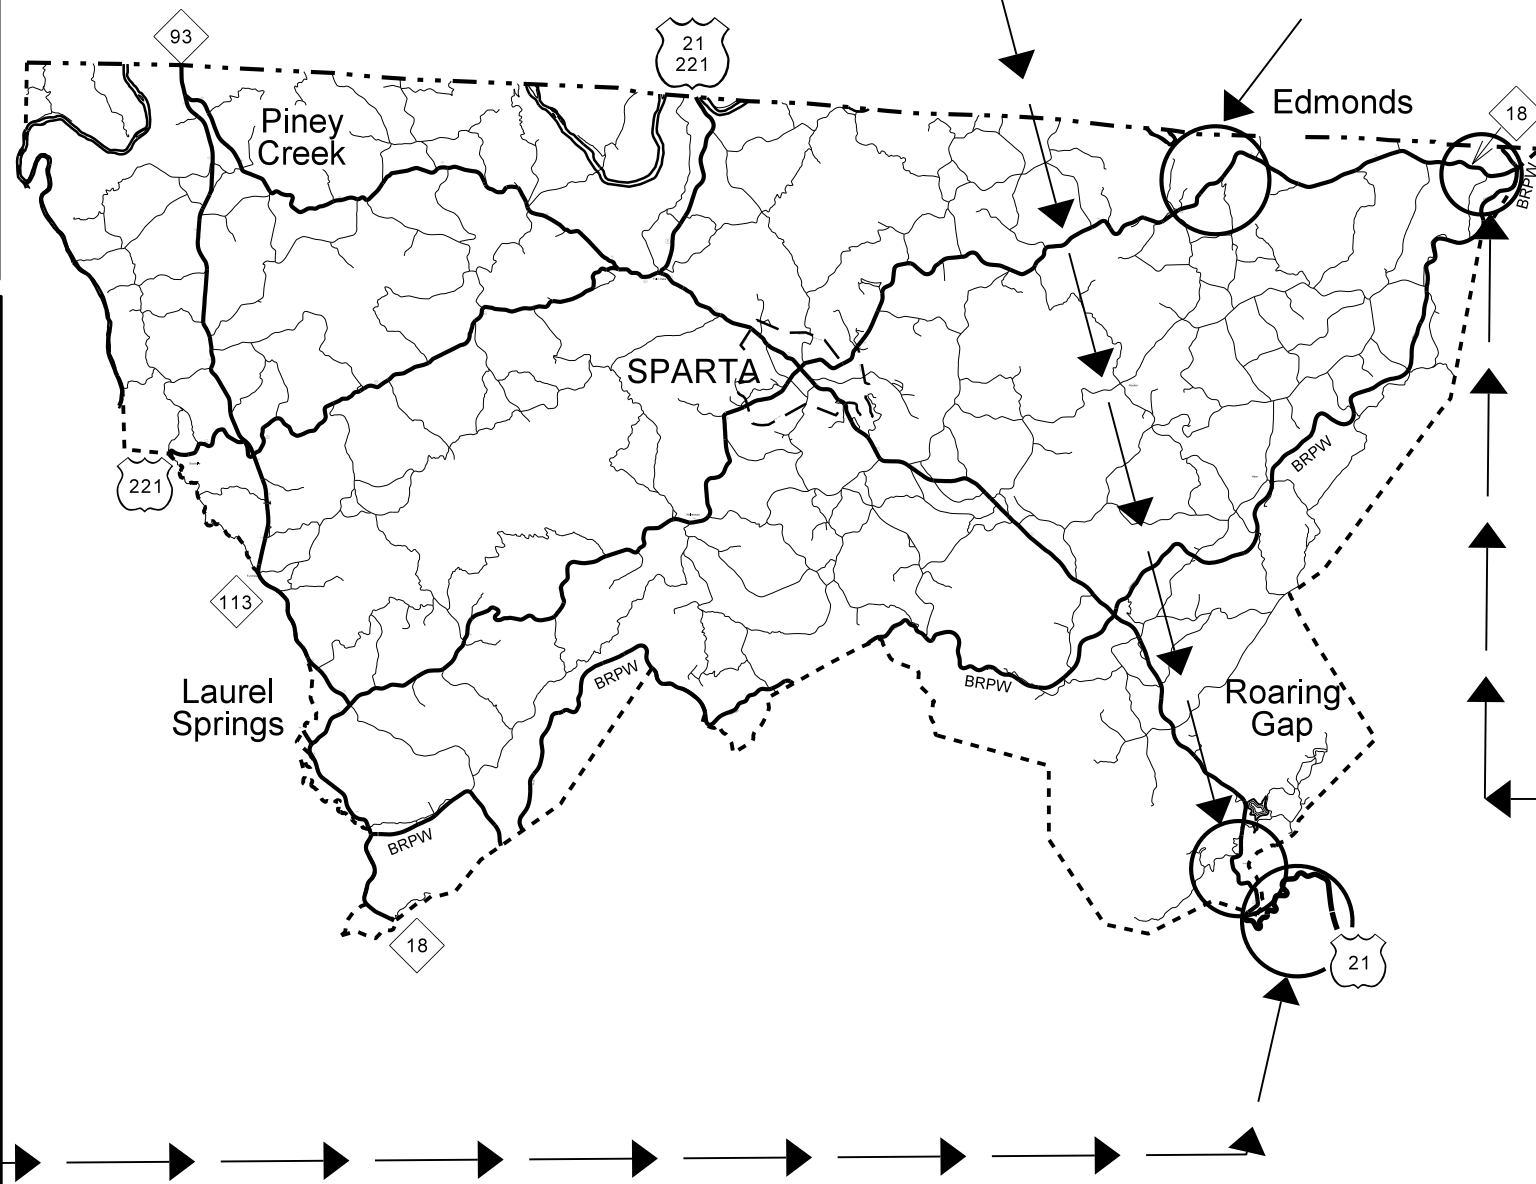 93
21
221
Edmonds
18
Piney
Creek
BRPW
SPARTA
BRPW
221
113
BRPW
BRPW
Laurel
Springs
Roaring
Gap
BRPW
18
21